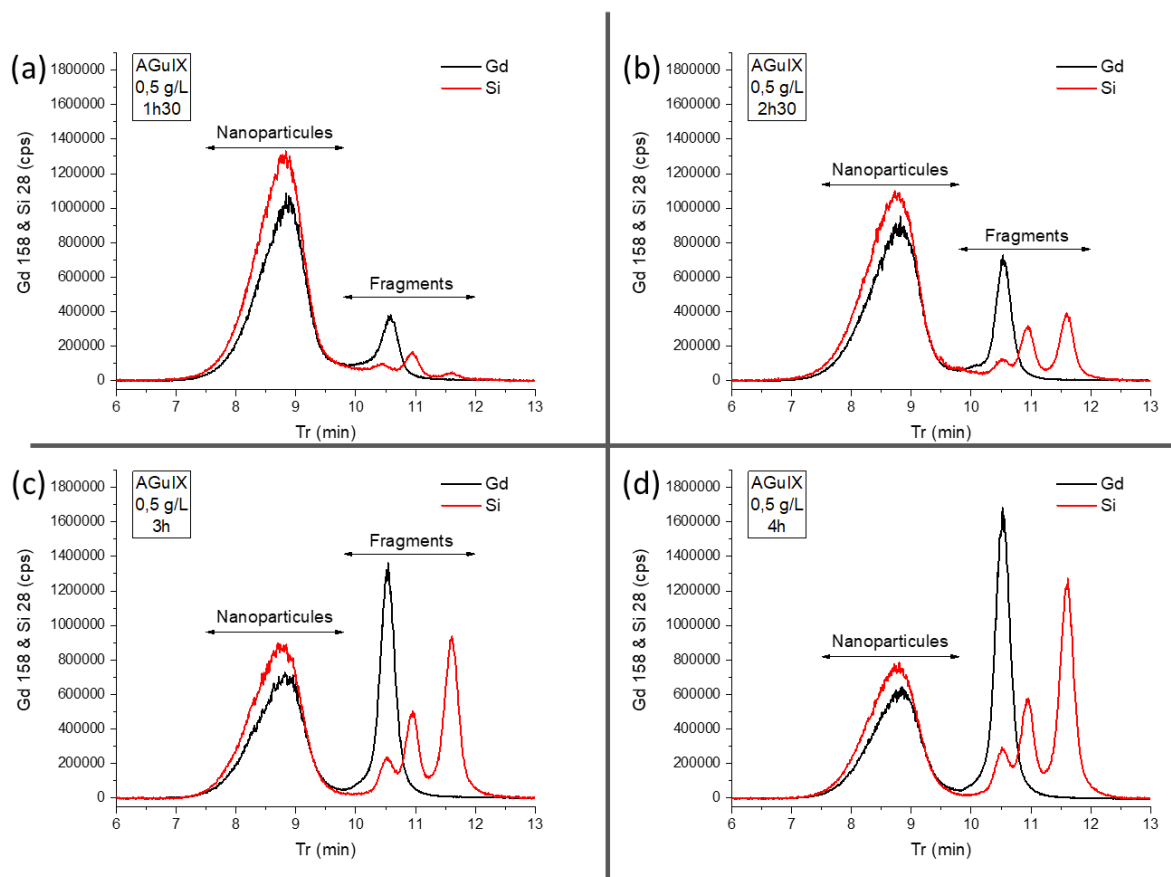 (a)
AGuIX
0,5 g/L
1h30
Gd
Si
Nanoparticules
Fragments
Gd 158 & Si 28 (cps)
1800000
1600000
1400000
1200000
1000000
800000
600000
400000
200000
0
6 7 8 9 10 11 12 13
Tr (min)
(b)
AGuIX
0,5 g/L
2h30
Gd
Si
Nanoparticules
Fragments
Gd 158 & Si 28 (cps)
1800000
1600000
1400000
1200000
1000000
800000
600000
400000
200000
0
6 7 8 9 10 11 12 13
Tr (min)
(c)
AGuIX
0,5 g/L
3h
Gd
Si
Fragments
Nanoparticules
Gd 158 & Si 28 (cps)
1800000
1600000
1400000
1200000
1000000
800000
600000
400000
200000
0
6 7 8 9 10 11 12 13
Tr (min)
(d)
AGuIX
0,5 g/L
4h
Gd
Si
Nanoparticules
Gd 158 & Si 28 (cps)
1800000
1600000
1400000
1200000
1000000
800000
600000
400000
200000
0
6 7 8 9 10 11 12 13
Tr (min)